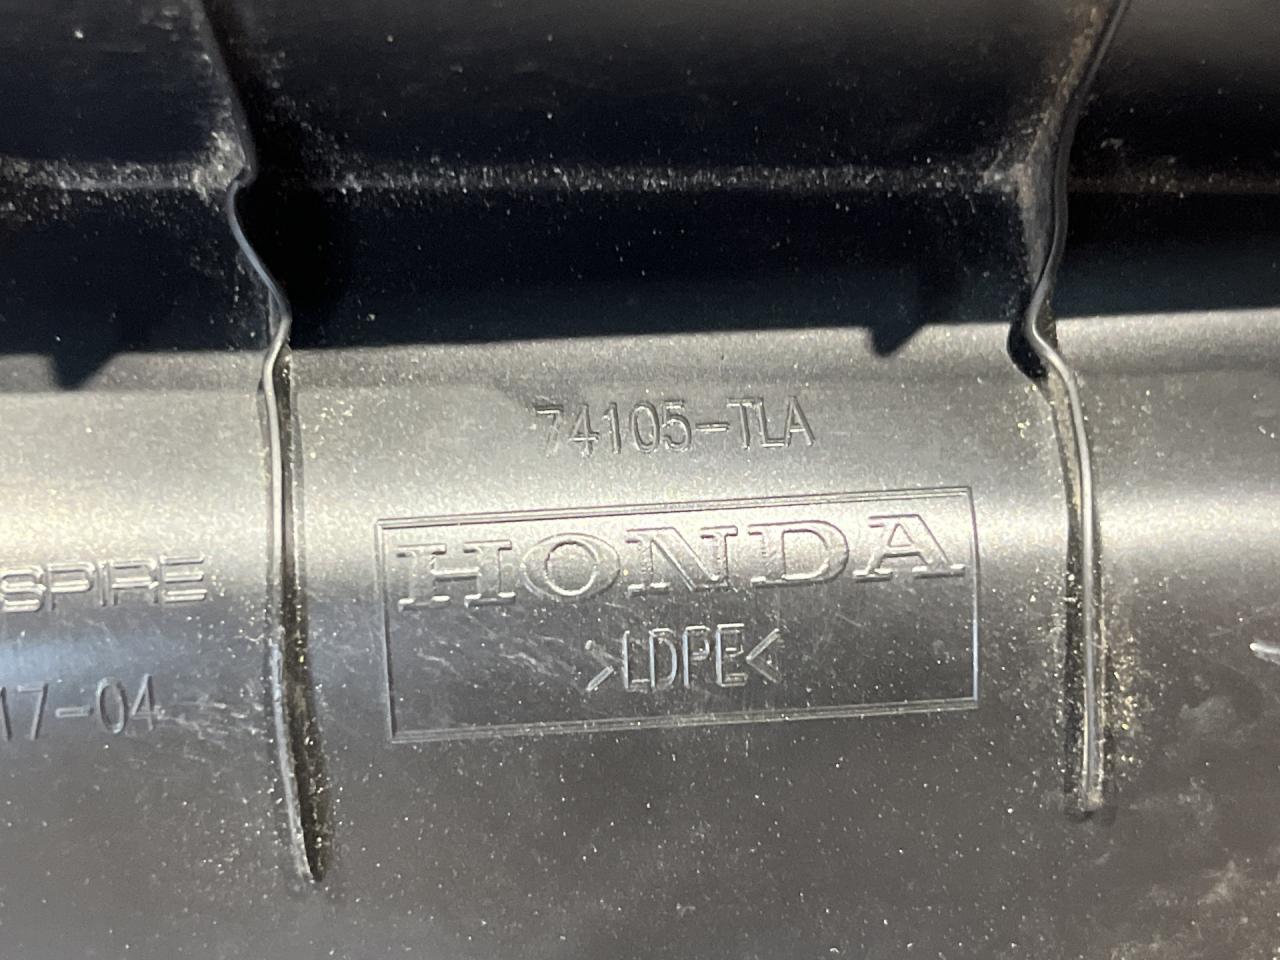 74105-TLA
HONDA
>LDPE<
SPIRE
17-04